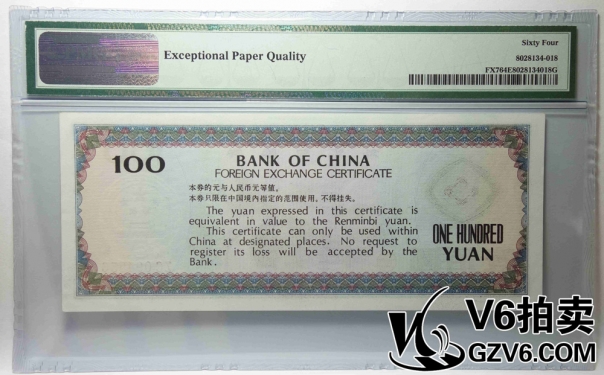 Exceptional Paper Quality
Sixty Four
8028134-018
FX764E8028134018G
100
BANK OF CHINA
FOREIGN EXCHANGE CERTIFICATE
本券的元与人民币元等值。
本券只限在中国境内指定的范围使用，不得挂失。
The yuan expressed in this certificate is
equivalent in value to the Renminbi yuan.
This certificate can only be used within
China at designated places. No request to
register its loss will be accepted by the
Bank.
ONE HUNDRED
YUAN
V6拍卖
GZV6.COM